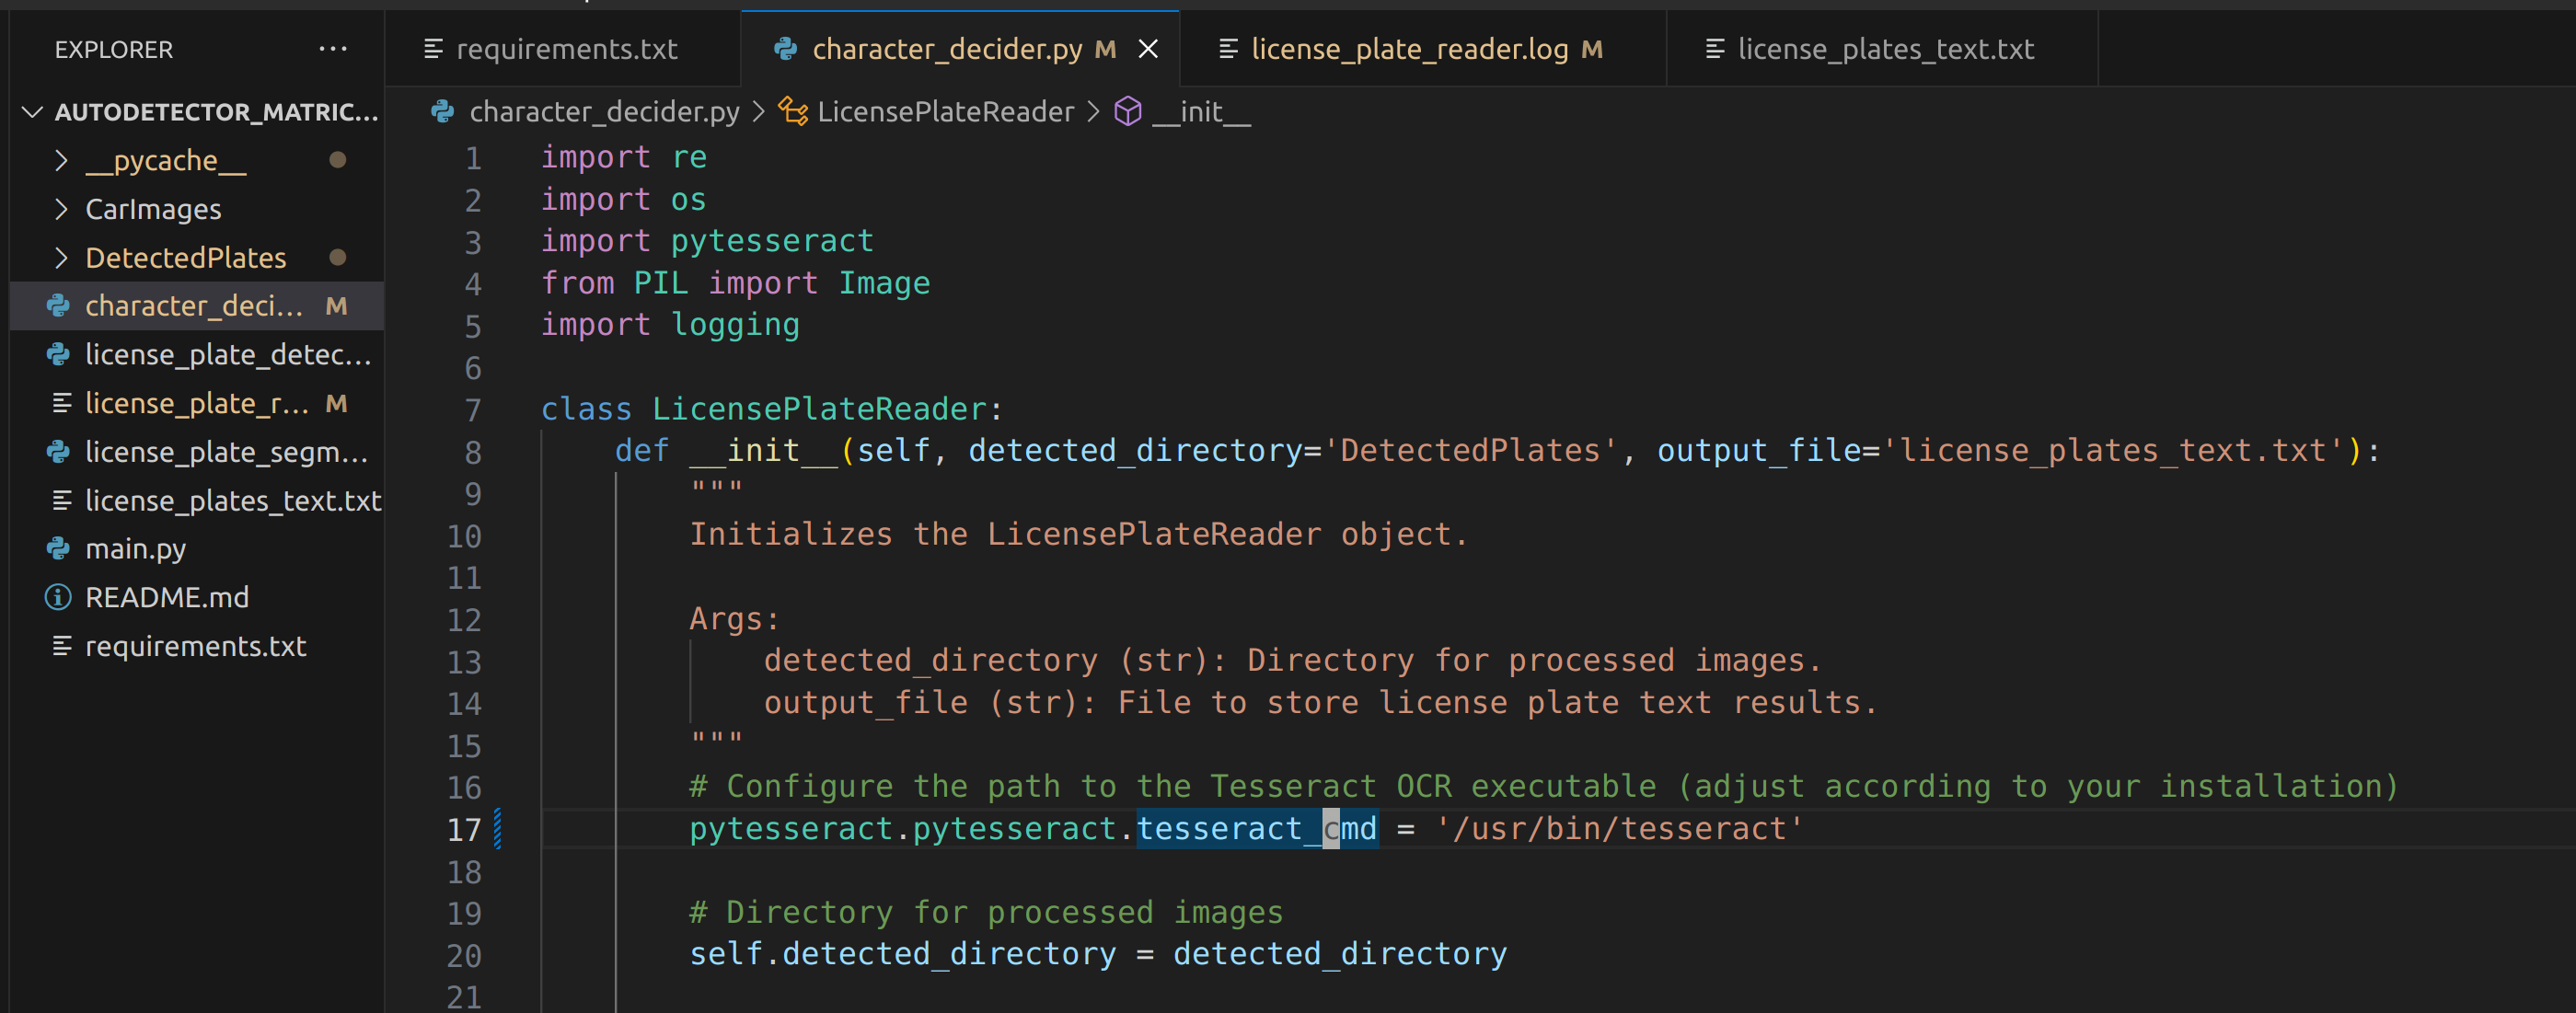 EXPLORER ...
AUTODETECTOR_MATRIC...
__pycache__
CarImages
DetectedPlates
character_deci... M
license_plate_detec...
license_plate_r... M
license_plate_segm...
license_plates_text.txt
main.py
README.md
requirements.txt
requirements.txt character_decider.py M license_plate_reader.log M license_plates_text.txt
character_decider.py > LicensePlateReader > __init__
1 import re
2 import os
3 import pytesseract
4 from PIL import Image
5 import logging
6
7 class LicensePlateReader:
8     def __init__(self, detected_directory='DetectedPlates', output_file='license_plates_text.txt'):
9         """
10         Initializes the LicensePlateReader object.
11
12         Args:
13             detected_directory (str): Directory for processed images.
14             output_file (str): File to store license plate text results.
15         """
16         # Configure the path to the Tesseract OCR executable (adjust according to your installation)
17         pytesseract.pytesseract.tesseract_cmd = '/usr/bin/tesseract'
18
19         # Directory for processed images
20         self.detected_directory = detected_directory
21